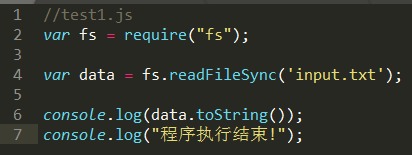 1 //test1.js
2 var fs = require("fs");
3
4 var data = fs.readFileSync('input.txt');
5
6 console.log(data.toString());
7 console.log("程序执行结束!");